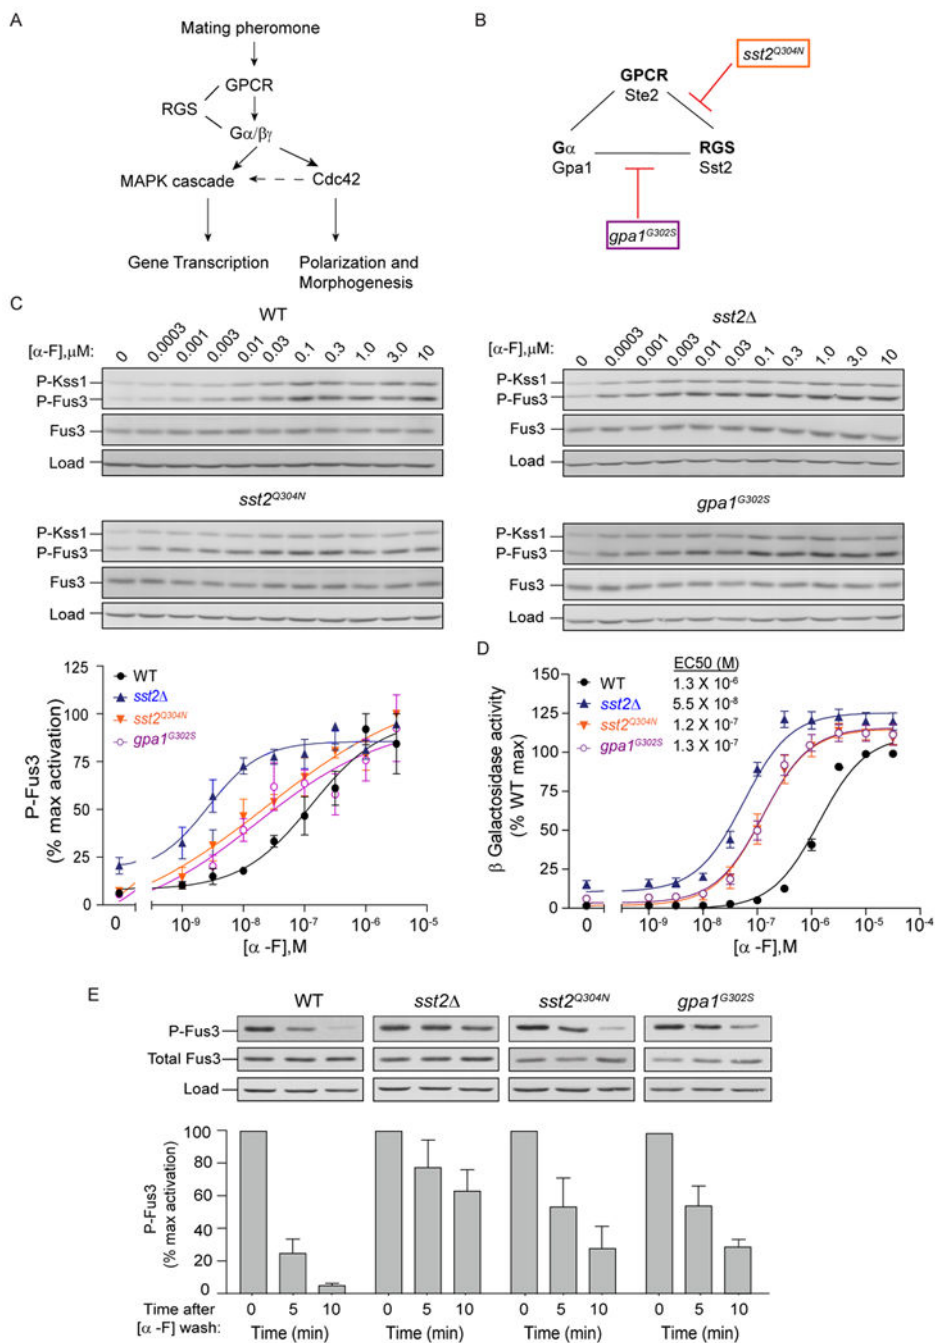 A
Mating pheromone
GPCR
RGS
Gα/βγ
MAPK cascade
Cdc42
Gene Transcription
Polarization and
Morphogenesis
B
sst2Q304N
GPCR
Ste2
Gα
Gpa1
RGS
Sst2
gpa1G302S
C
WT
[α-F],μM: 0 0.0003 0.001 0.003 0.01 0.03 0.1 0.3 1.0 3.0 10
P-Kss1
P-Fus3
Fus3
Load
sst2Δ
[α-F],μM: 0 0.0003 0.001 0.003 0.01 0.03 0.1 0.3 1.0 3.0 10
P-Kss1
P-Fus3
Fus3
Load
sst2Q304N
P-Kss1
P-Fus3
Fus3
Load
gpa1G302S
P-Kss1
P-Fus3
Fus3
Load
P-Fus3
(% max activation)
125
100
75
50
25
0
WT
sst2Δ
sst2Q304N
gpa1G302S
0 10-9 10-8 10-7 10-6 10-5
[α -F],M
D
β Galactosidase activity
(% WT max)
150
125
100
75
50
25
0
EC50 (M)
WT 1.3 X 10-6
sst2Δ 5.5 X 10-8
sst2Q304N 1.2 X 10-7
gpa1G302S 1.3 X 10-7
0 10-9 10-8 10-7 10-6 10-5 10-4
[α -F],M
E
WT sst2Δ sst2Q304N gpa1G302S
P-Fus3
Total Fus3
Load
P-Fus3
(% max activation)
100
80
60
40
20
0
Time after
[α -F] wash:
0 5 10 0 5 10 0 5 10 0 5 10
Time (min) Time (min) Time (min) Time (min)